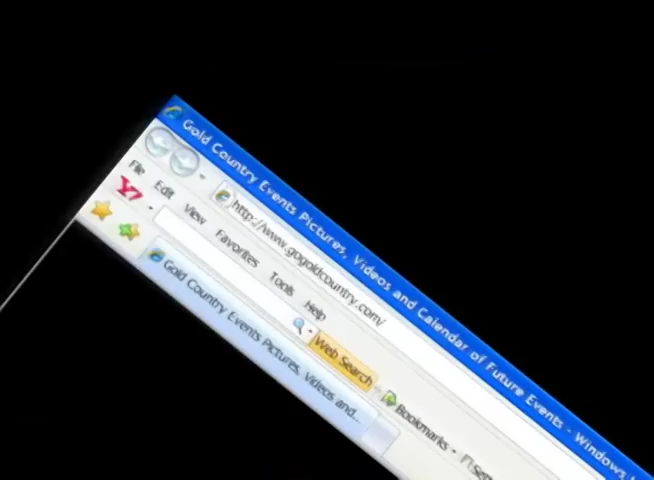 Gold Country Events Pictures, Videos and Calendar of Future Events - Windows
http://www.gogoldcountry.com/
File Edit View Favorites Tools Help
Y! Web Search Bookmarks
Gold Country Events Pictures, Videos and...